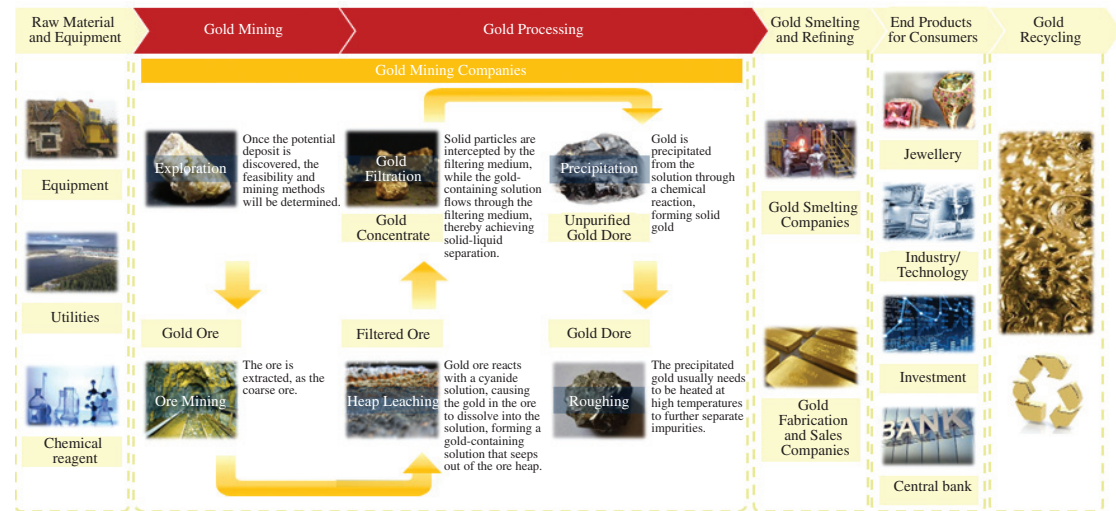 Raw Material
and Equipment
Gold Mining
Gold Processing
Gold Smelting
and Refining
End Products
for Consumers
Gold
Recycling
Gold Mining Companies
Equipment
Utilities
Chemical
reagent
Exploration
Once the potential
deposit is
discovered, the
feasibility and
mining methods
will be determined.
Gold Ore
Ore Mining
The ore is
extracted, as the
coarse ore.
Gold
Filtration
Gold
Concentrate
Solid particles are
intercepted by the
filtering medium,
while the gold-
containing solution
flows through the
filtering medium,
thereby achieving
solid-liquid
separation.
Filtered Ore
Heap Leaching
Gold ore reacts
with a cyanide
solution, causing
the gold in the ore
to dissolve into the
solution, forming a
gold-containing
solution that seeps
out of the ore heap.
Precipitation
Unpurified
Gold Dore
Gold is
precipitated
from the
solution through
a chemical
reaction,
forming solid
gold
Gold Dore
Roughing
The precipitated
gold usually needs
to be heated at
high temperatures
to further separate
impurities.
Gold Smelting
Companies
Gold
Fabrication
and Sales
Companies
Jewellery
Industry/
Technology
Investment
BANK
Central bank